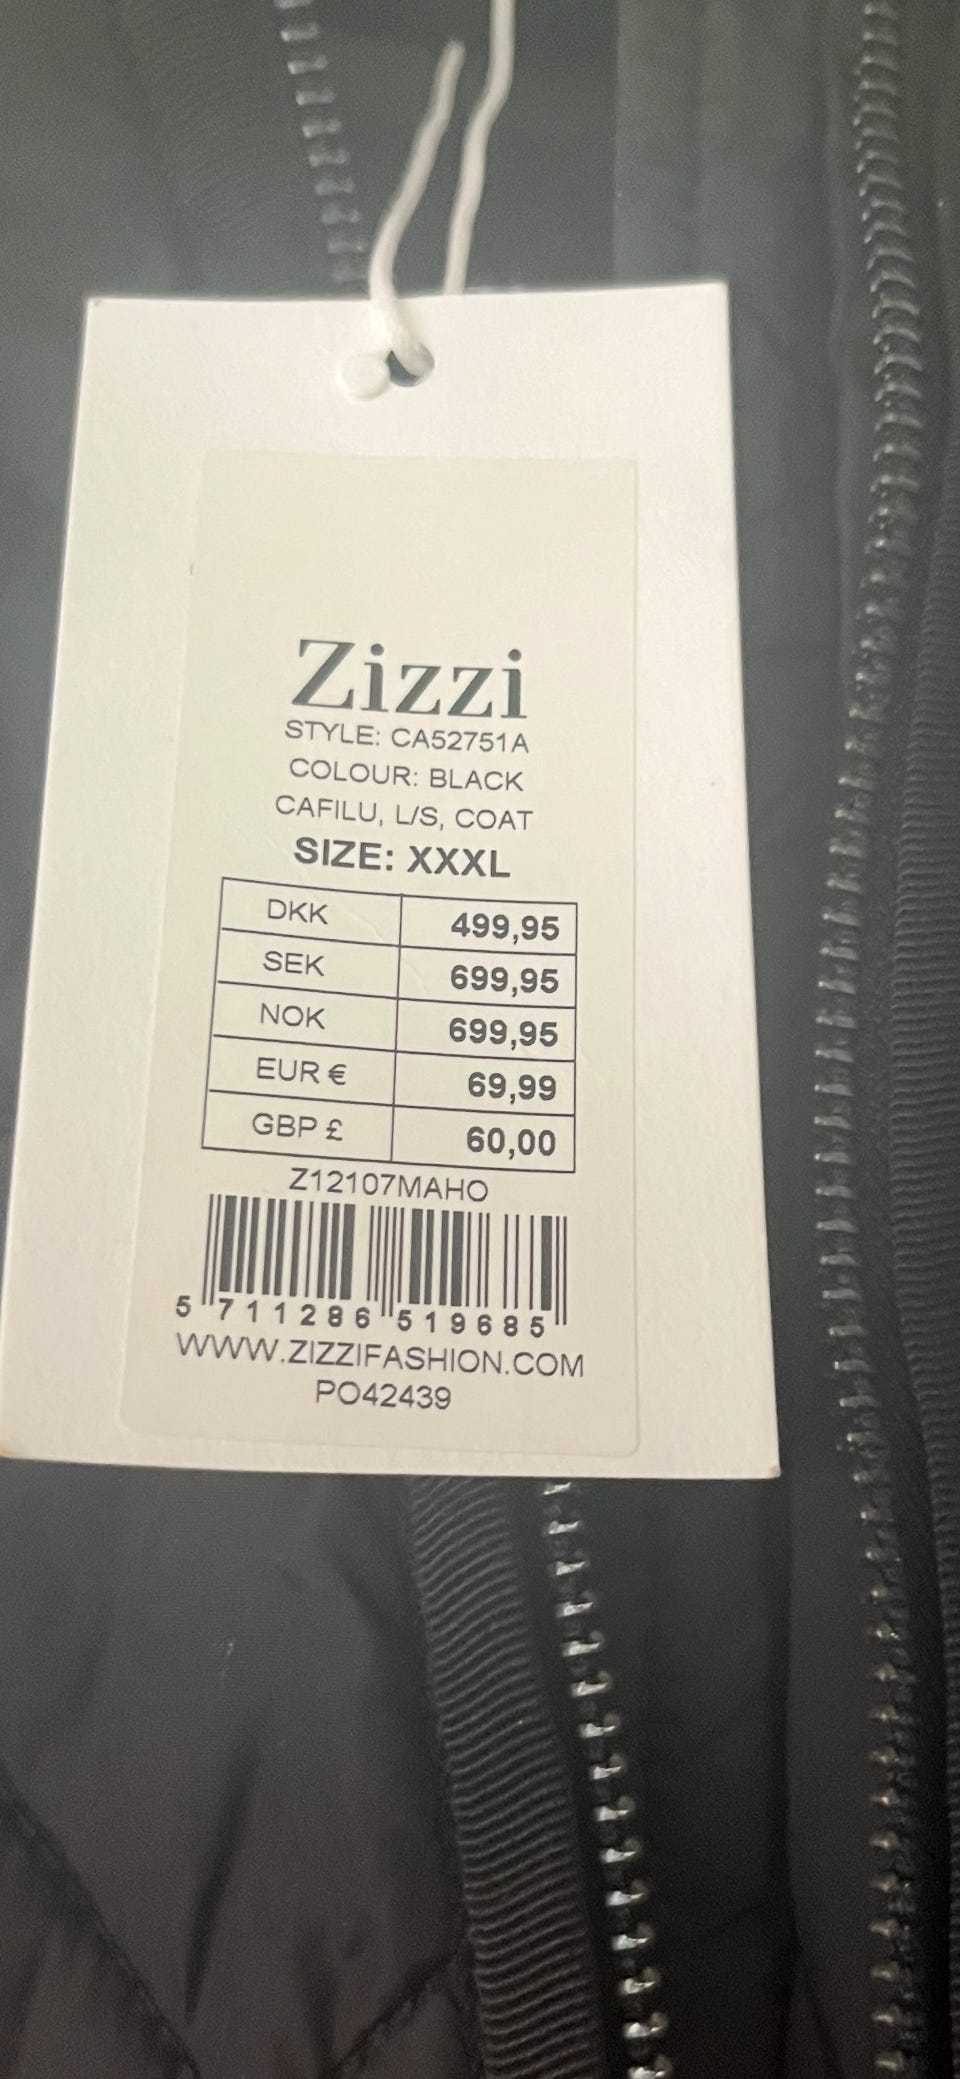 Zizzi
STYLE: CA52751A
COLOUR: BLACK
CAFILU, L/S, COAT
SIZE: XXXL
DKK 499,95
SEK 699,95
NOK 699,95
EUR € 69,99
GBP £ 60,00
Z12107MAHO
5 711286 519685
WWW.ZIZZIFASHION.COM
PO42439